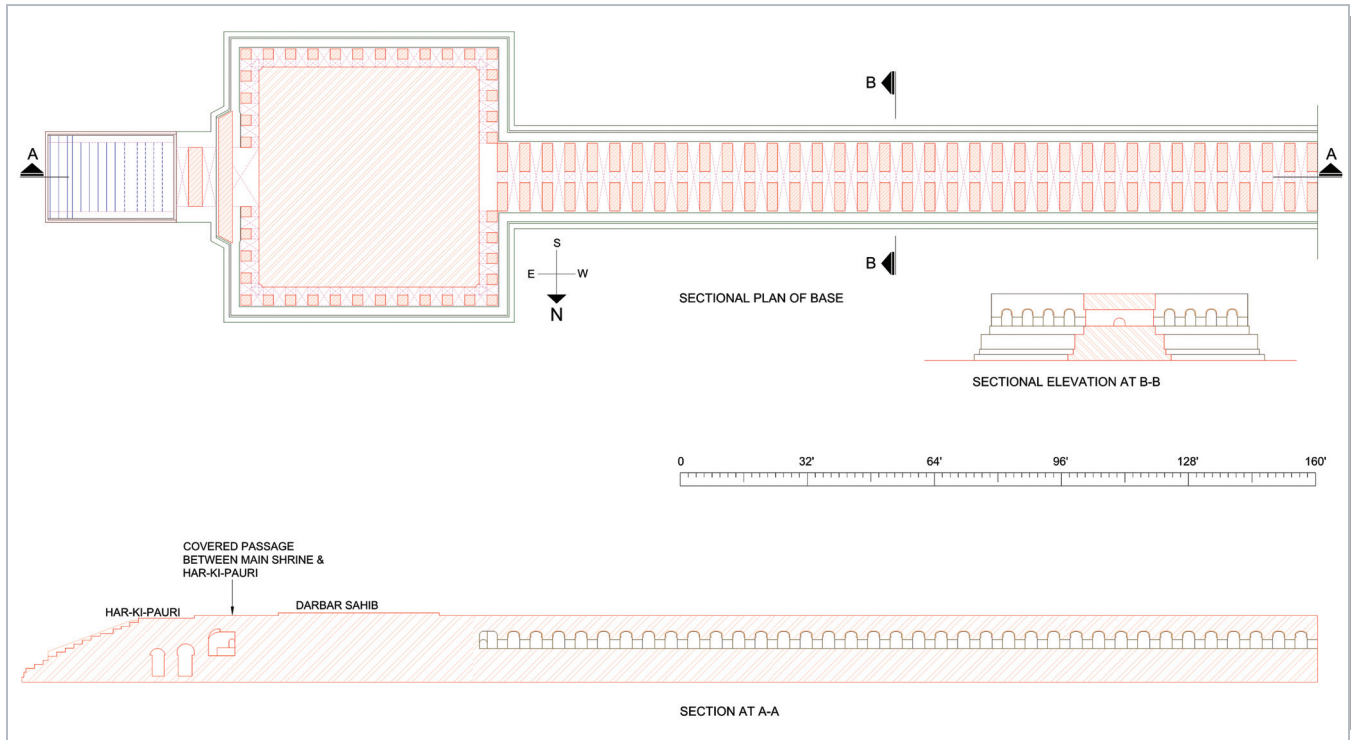 B
A
A
S
E
W
B
N
SECTIONAL PLAN OF BASE
SECTIONAL ELEVATION AT B-B
0 32' 64' 96' 128' 160'
COVERED PASSAGE
BETWEEN MAIN SHRINE &
HAR-KI-PAURI
HAR-KI-PAURI
DARBAR SAHIB
SECTION AT A-A